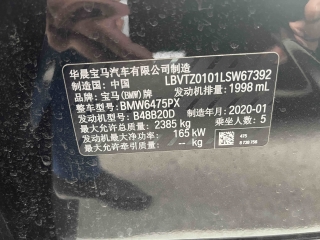 华晨宝马汽车有限公司制造
制造国：中国 LBVTZ0101LSW67392
品牌：宝马(BMW)牌 发动机排量：1998 mL
整车型号：BMW6475PX
发动机型号：B48B20D 制造年月：2020-01
最大允许总质量：2385 kg 乘坐人数：5
发动机最大净功率：165 kW
最大允许牵引质量：-- kg
475